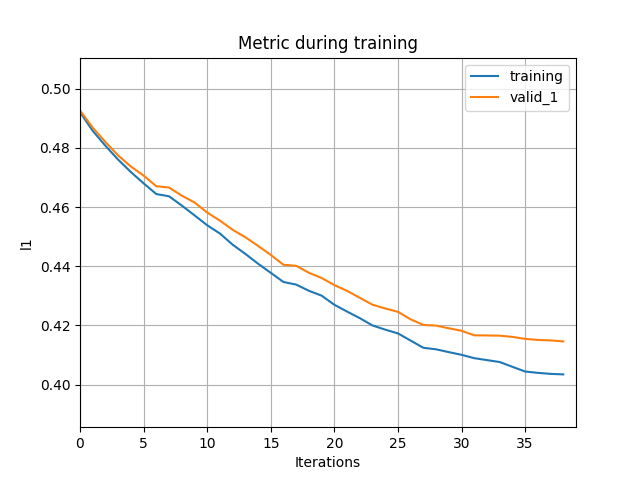 Metric during training
training
valid_1
0.50
0.48
0.46
0.44
0.42
0.40
l1
0 5 10 15 20 25 30 35
Iterations